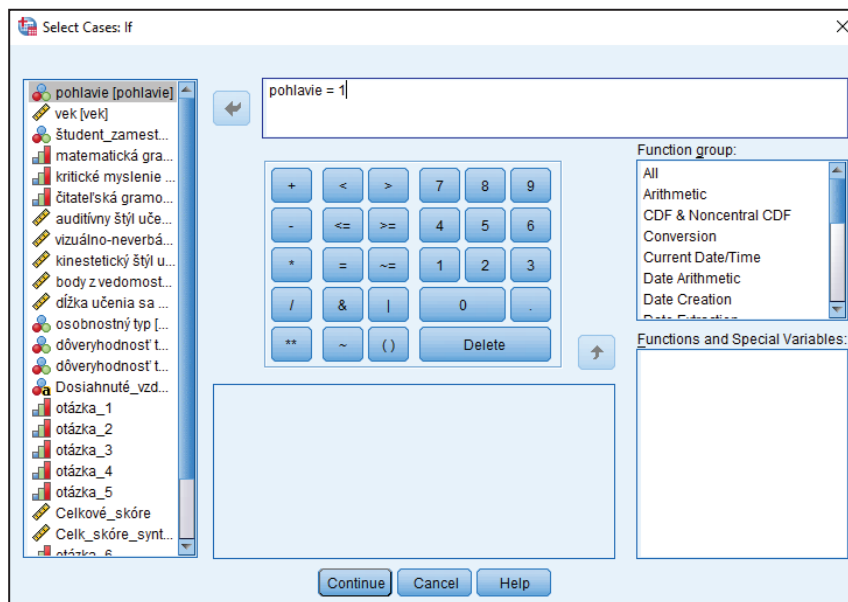 Select Cases: If
pohlavie [pohlavie]
vek [vek]
študent_zamest...
matematická gra...
kritické myslenie ...
čitateľská gramo...
auditívny štýl uče...
vizuálno-neverbá...
kinestetický štýl u...
body z vedomost...
dĺžka učenia sa ...
osobnostný typ [...
dôveryhodnosť t...
dôveryhodnosť t...
Dosiahnuté_vzd...
otázka_1
otázka_2
otázka_3
otázka_4
otázka_5
Celkové_skóre
Celk_skóre_synt...
otázka_6
pohlavie = 1
+ < > 7 8 9
- <= >= 4 5 6
* = ~= 1 2 3
/ & | 0 .
** ~ ( ) Delete
Function group:
All
Arithmetic
CDF & Noncentral CDF
Conversion
Current Date/Time
Date Arithmetic
Date Creation
Date Extraction
Functions and Special Variables:
Continue Cancel Help